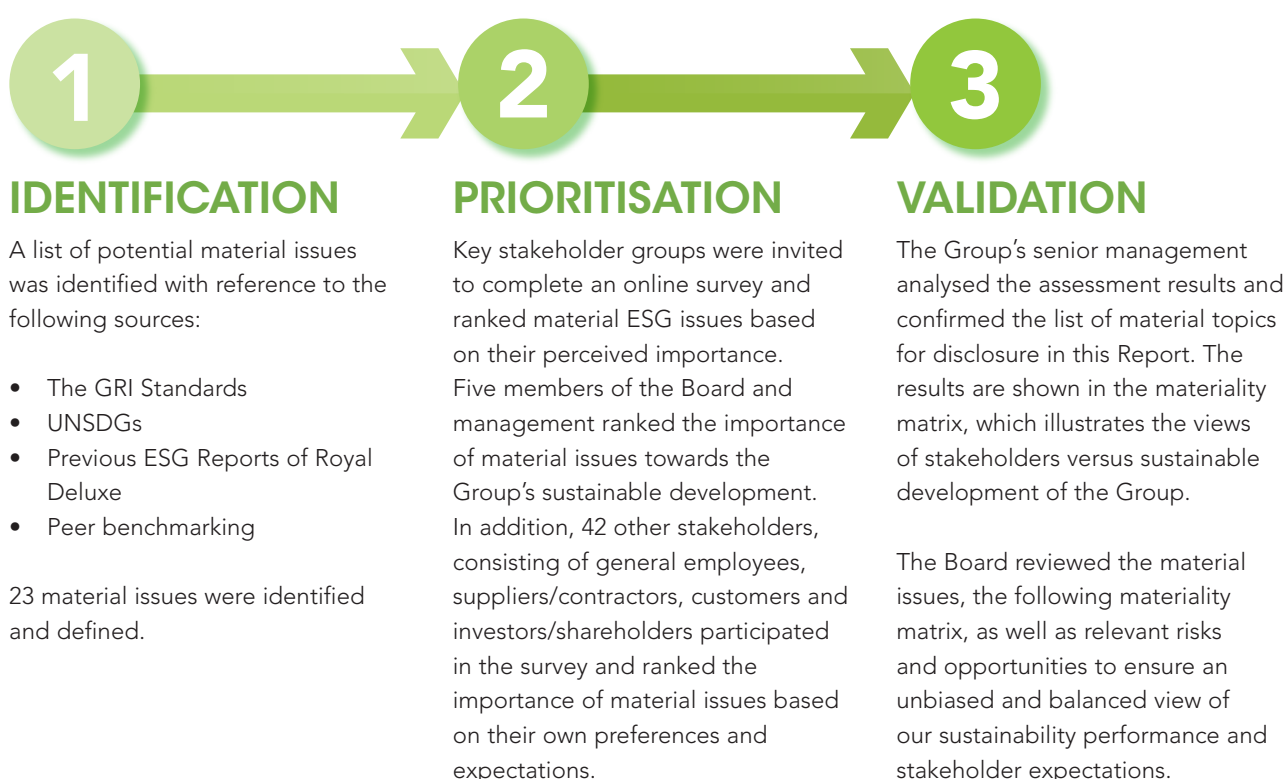 1
2
3
IDENTIFICATION
A list of potential material issues
was identified with reference to the
following sources:
• The GRI Standards
• UNSDGs
• Previous ESG Reports of Royal
Deluxe
• Peer benchmarking
23 material issues were identified
and defined.
PRIORITISATION
Key stakeholder groups were invited
to complete an online survey and
ranked material ESG issues based
on their perceived importance.
Five members of the Board and
management ranked the importance
of material issues towards the
Group’s sustainable development.
In addition, 42 other stakeholders,
consisting of general employees,
suppliers/contractors, customers and
investors/shareholders participated
in the survey and ranked the
importance of material issues based
on their own preferences and
expectations.
VALIDATION
The Group’s senior management
analysed the assessment results and
confirmed the list of material topics
for disclosure in this Report. The
results are shown in the materiality
matrix, which illustrates the views
of stakeholders versus sustainable
development of the Group.
The Board reviewed the material
issues, the following materiality
matrix, as well as relevant risks
and opportunities to ensure an
unbiased and balanced view of
our sustainability performance and
stakeholder expectations.